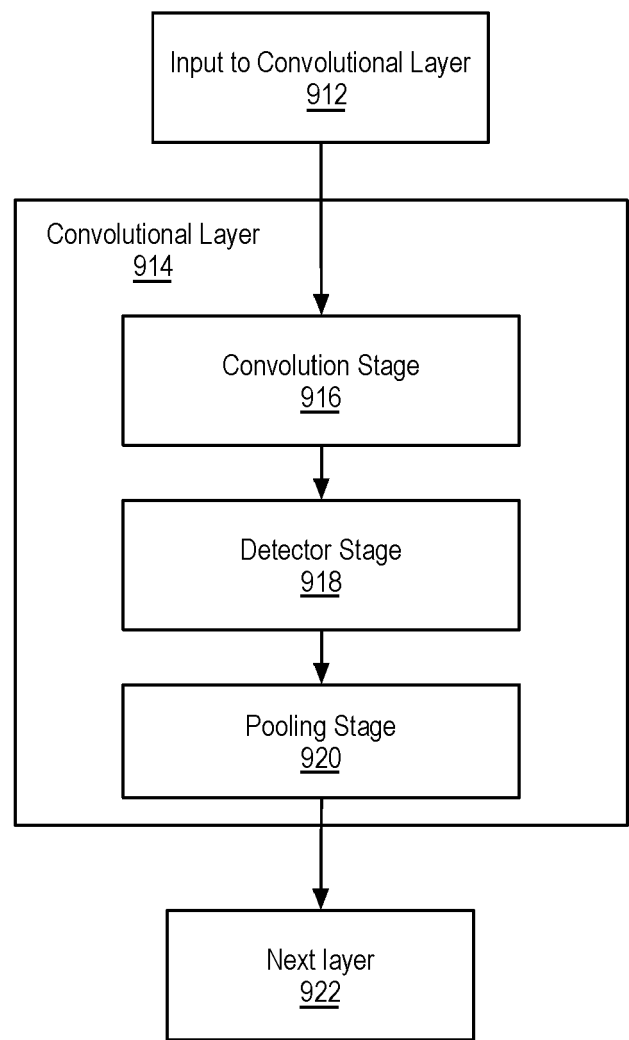 Input to Convolutional Layer
912
Convolutional Layer
914
Convolution Stage
916
Detector Stage
918
Pooling Stage
920
Next layer
922